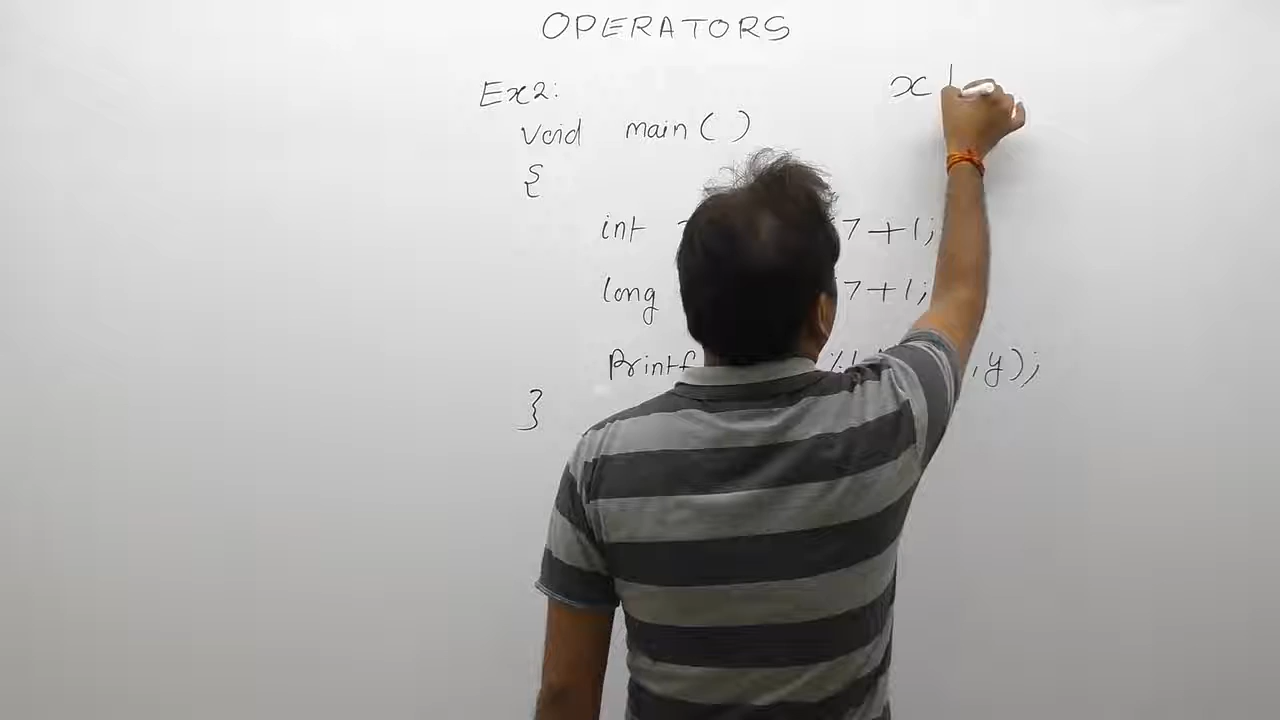 OPERATORS
Ex2:
x
void main( )
{
int 7+1;
long 7+1;
Printf ,y);
}